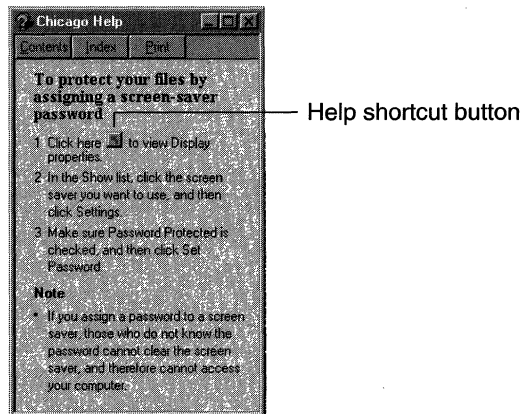 Chicago Help
Contents Index Print
To protect your files by
assigning a screen-saver
password
Help shortcut button
1 Click here to view Display
properties.
2 In the Show list, click the screen
saver you want to use, and then
click Settings.
3 Make sure Password Protected is
checked, and then click Set
Password
Note
• If you assign a password to a screen
saver, those who do not know the
password cannot clear the screen
saver, and therefore cannot access
your computer.